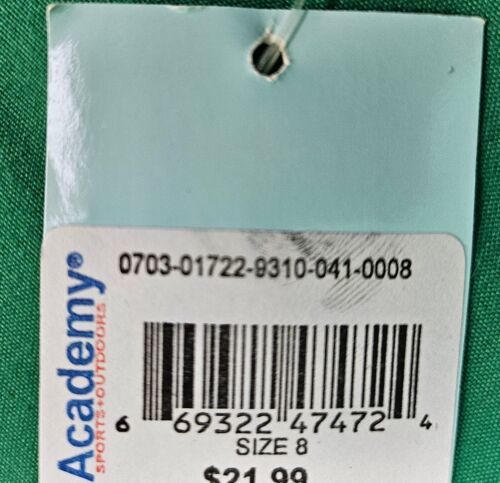 0703-01722-9310-041-0008
6 69322 47472 4
SIZE 8
$21.99
Academy®
SPORTS+OUTDOORS